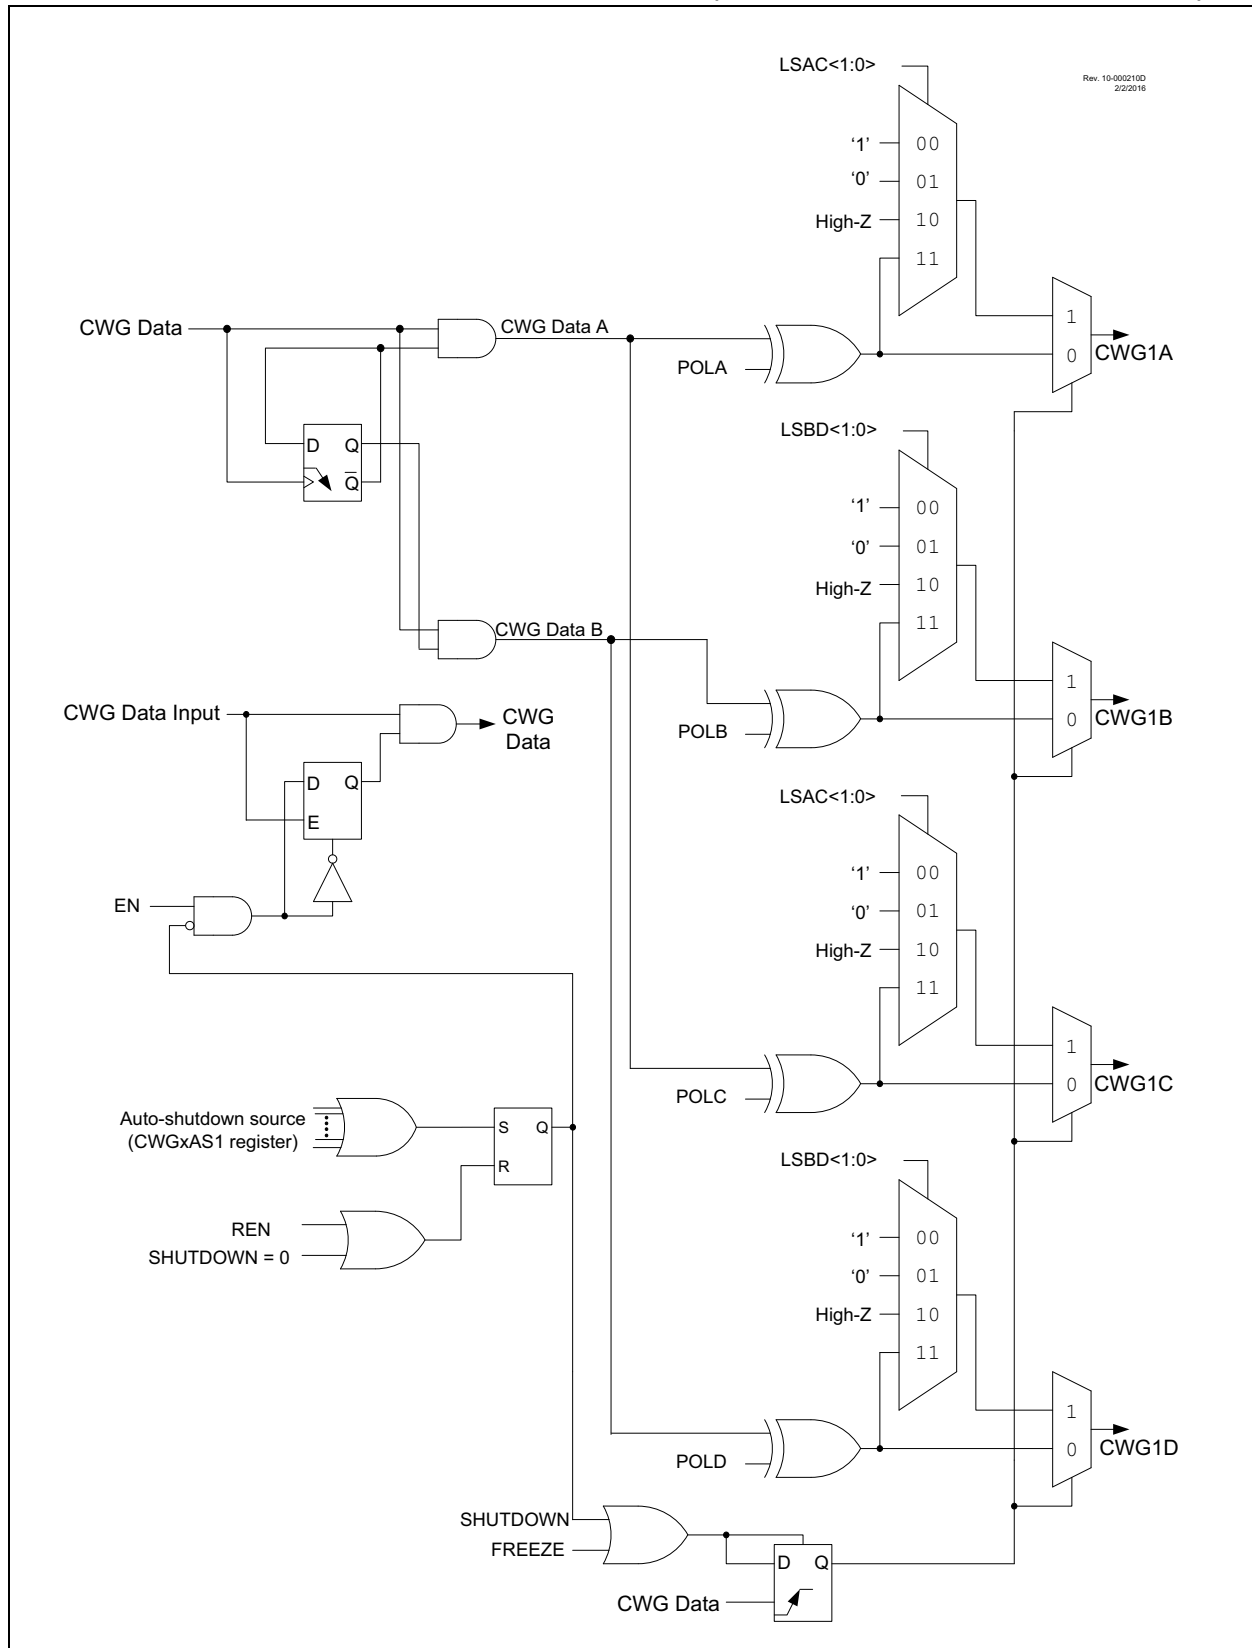 LSAC<1:0>
Rev. 10-000210D
2/2/2016
‘1’
00
‘0’
01
High-Z
10
11
CWG Data
CWG Data A
1
0
CWG1A
POLA
D Q
Q̅
LSBD<1:0>
‘1’
00
‘0’
01
High-Z
10
11
CWG Data B
1
0
CWG1B
POLB
CWG Data Input
CWG
Data
D Q
E
EN
LSAC<1:0>
‘1’
00
‘0’
01
High-Z
10
11
1
0
CWG1C
POLC
Auto-shutdown source
(CWGxAS1 register)
S Q
R
REN
SHUTDOWN = 0
LSBD<1:0>
‘1’
00
‘0’
01
High-Z
10
11
1
0
CWG1D
POLD
SHUTDOWN
FREEZE
D Q
CWG Data